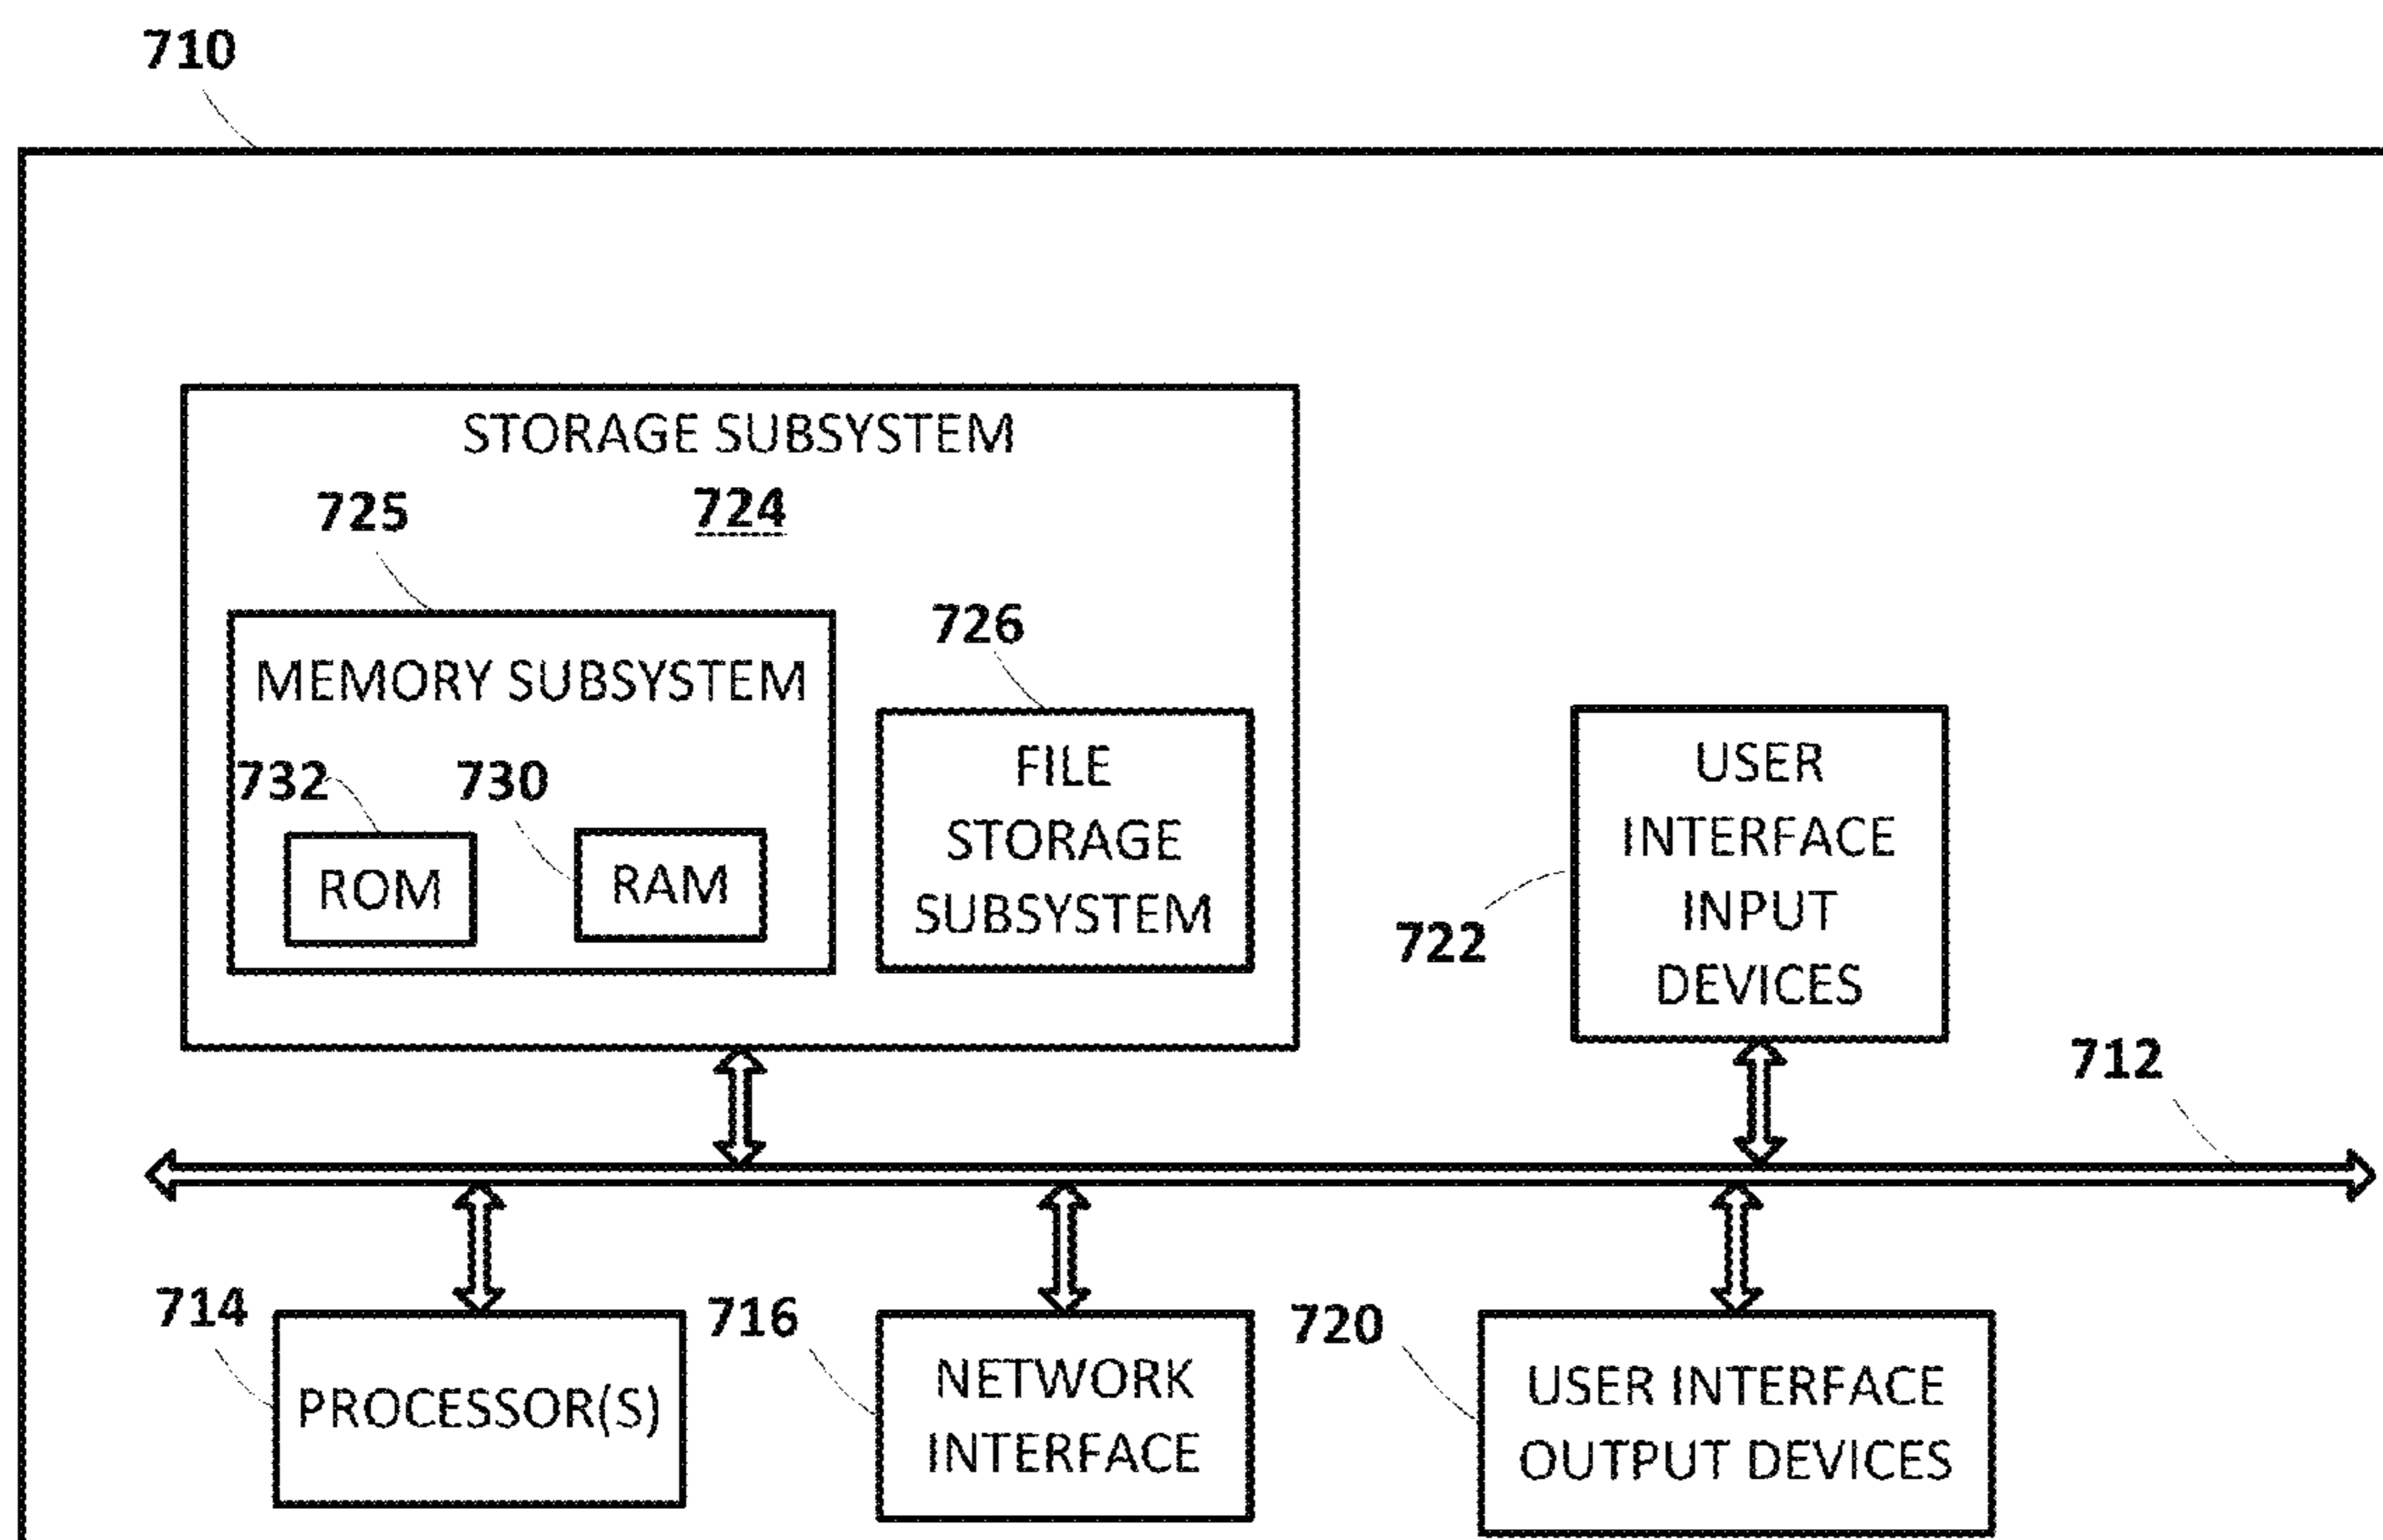 710
STORAGE SUBSYSTEM
724
725
MEMORY SUBSYSTEM
732
730
ROM
RAM
726
FILE
STORAGE
SUBSYSTEM
USER
INTERFACE
INPUT
DEVICES
722
712
714
PROCESSOR(S)
716
NETWORK
INTERFACE
720
USER INTERFACE
OUTPUT DEVICES